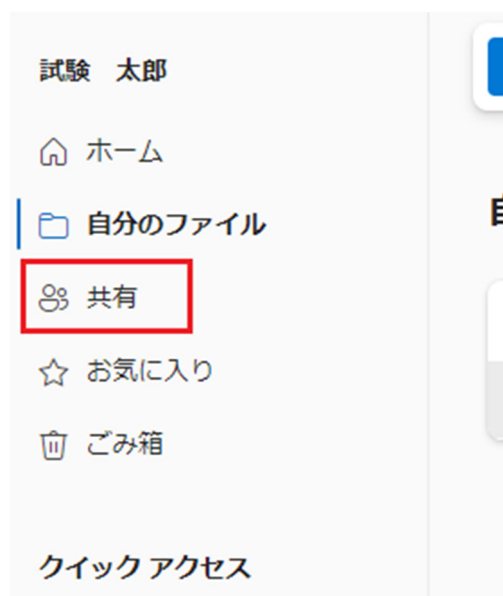 試験　太郎
ホーム
自分のファイル
共有
お気に入り
ごみ箱
クイック アクセス